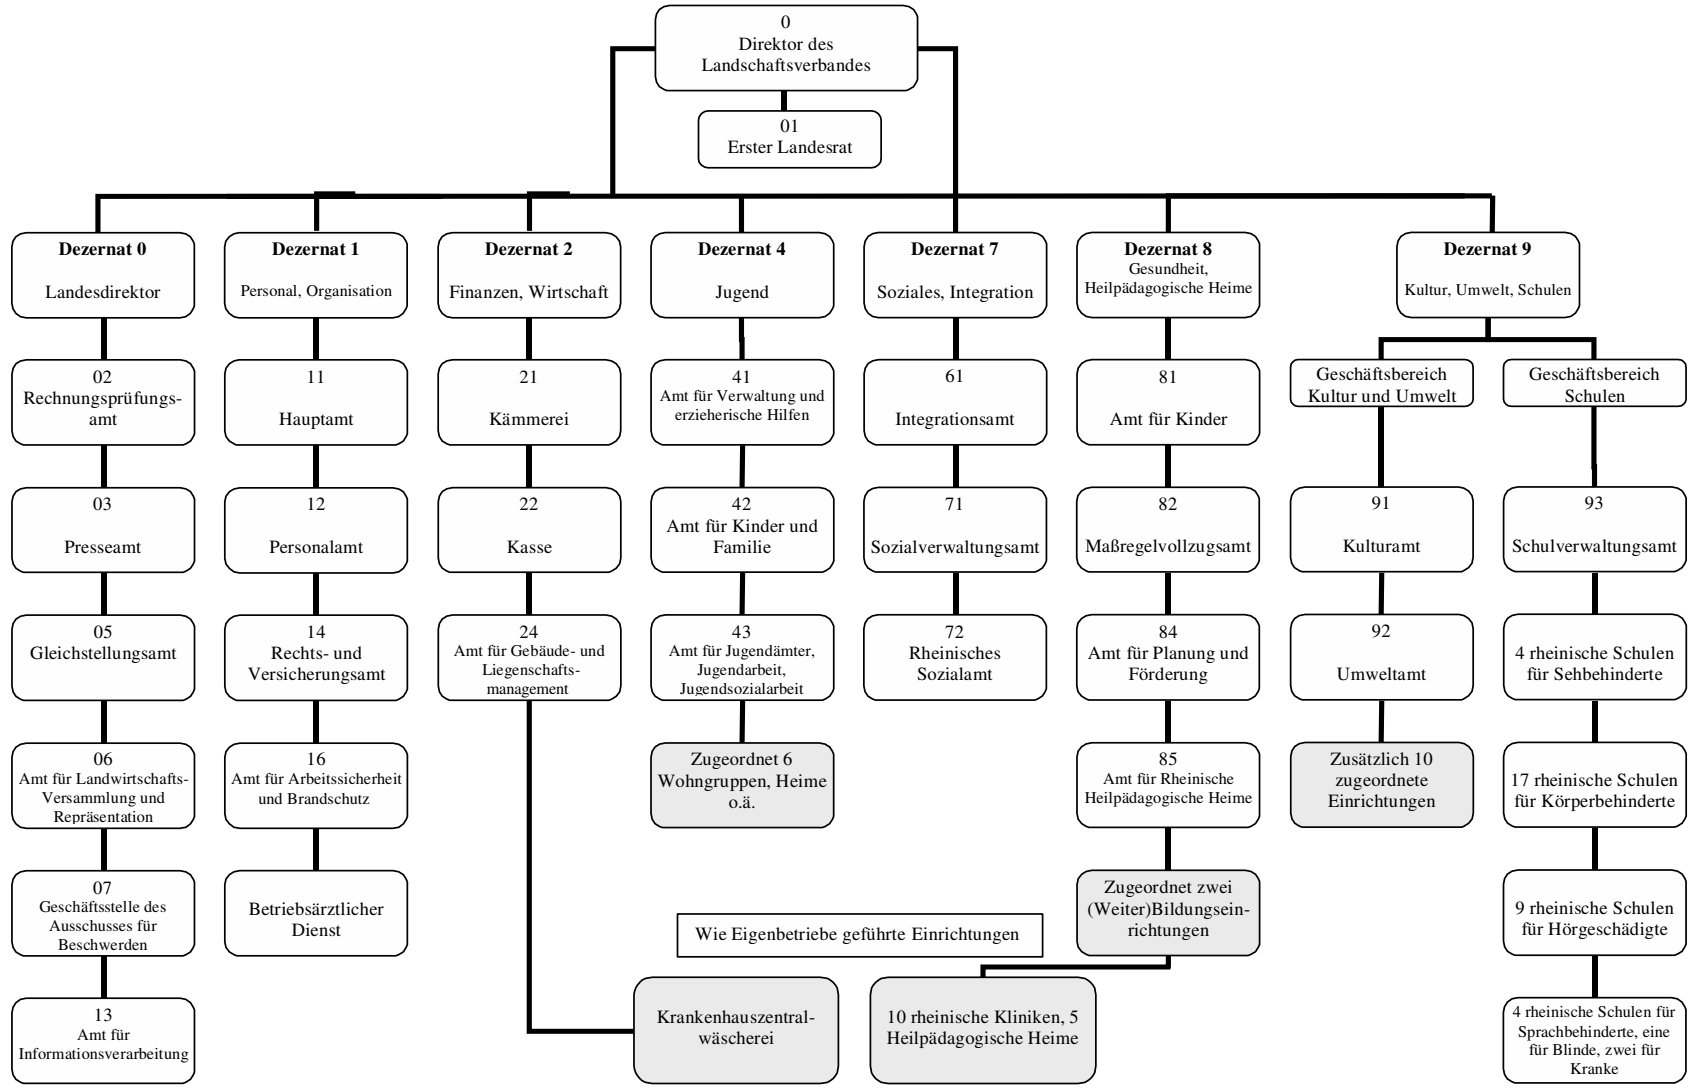 0
Direktor des
Landschaftsverbandes
01
Erster Landesrat
Dezernat 0
Landesdirektor
Dezernat 1
Personal, Organisation
Dezernat 2
Finanzen, Wirtschaft
Dezernat 4
Jugend
Dezernat 7
Soziales, Integration
Dezernat 8
Gesundheit,
Heilpädagogische Heime
Dezernat 9
Kultur, Umwelt, Schulen
02
Rechnungsprüfungs-
amt
11
Hauptamt
21
Kämmerei
41
Amt für Verwaltung und
erzieherische Hilfen
61
Integrationsamt
81
Amt für Kinder
Geschäftsbereich
Kultur und Umwelt
Geschäftsbereich
Schulen
03
Presseamt
12
Personalamt
22
Kasse
42
Amt für Kinder und
Familie
71
Sozialverwaltungsamt
82
Maßregelvollzugsamt
91
Kulturamt
93
Schulverwaltungsamt
05
Gleichstellungsamt
14
Rechts- und
Versicherungsamt
24
Amt für Gebäude- und
Liegenschafts-
management
43
Amt für Jugendämter,
Jugendarbeit,
Jugendsozialarbeit
72
Rheinisches
Sozialamt
84
Amt für Planung und
Förderung
92
Umweltamt
4 rheinische Schulen
für Sehbehinderte
06
Amt für Landwirtschafts-
Versammlung und
Repräsentation
16
Amt für Arbeitssicherheit
und Brandschutz
Zugeordnet 6
Wohngruppen, Heime
o.ä.
85
Amt für Rheinische
Heilpädagogische Heime
Zusätzlich 10
zugeordnete
Einrichtungen
17 rheinische Schulen
für Körperbehinderte
07
Geschäftsstelle des
Ausschusses für
Beschwerden
Betriebsärztlicher
Dienst
Wie Eigenbetriebe geführte Einrichtungen
Zugeordnet zwei
(Weiter)Bildungsein-
richtungen
9 rheinische Schulen
für Hörgeschädigte
13
Amt für
Informationsverarbeitung
Krankenhauszentral-
wäscherei
10 rheinische Kliniken, 5
Heilpädagogische Heime
4 rheinische Schulen für
Sprachbehinderte, eine
für Blinde, zwei für
Kranke